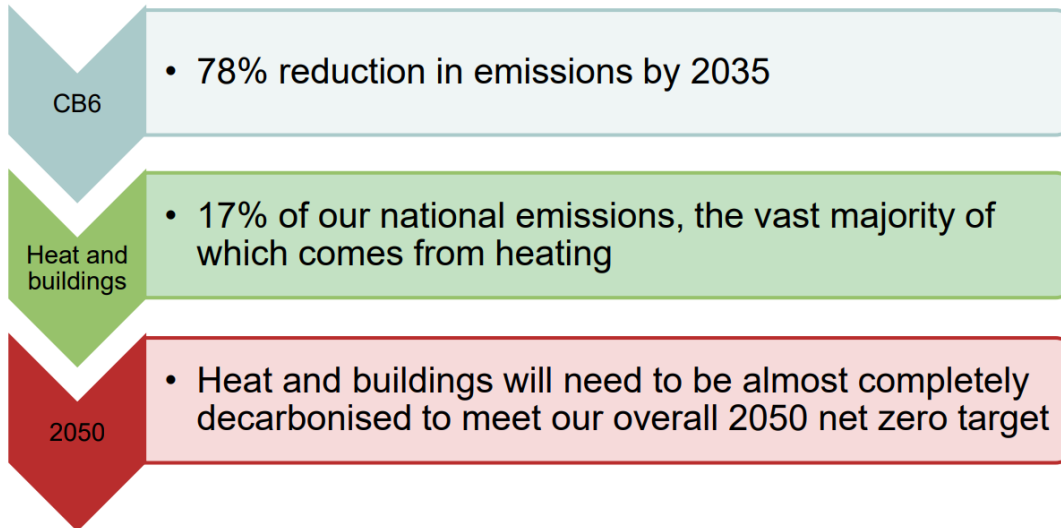 CB6
• 78% reduction in emissions by 2035
Heat and
buildings
• 17% of our national emissions, the vast majority of
which comes from heating
2050
• Heat and buildings will need to be almost completely
decarbonised to meet our overall 2050 net zero target